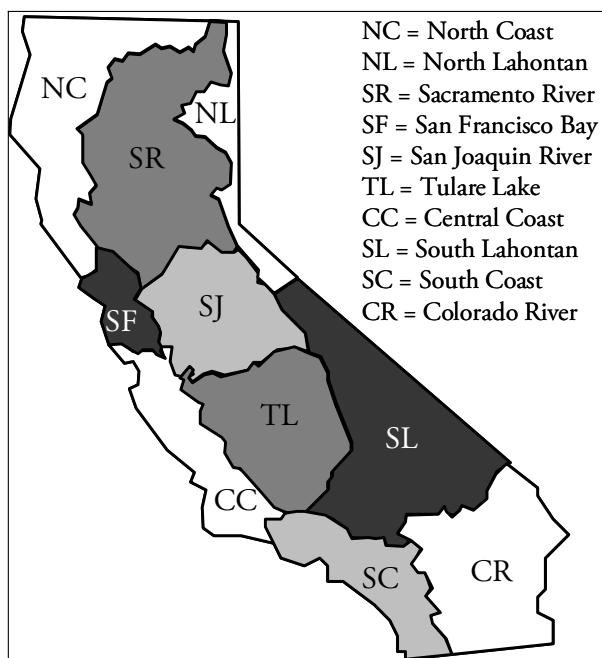 NC = North Coast
NL = North Lahontan
SR = Sacramento River
SF = San Francisco Bay
SJ = San Joaquin River
TL = Tulare Lake
CC = Central Coast
SL = South Lahontan
SC = South Coast
CR = Colorado River
NC
NL
SR
SF
SJ
TL
SL
CC
SC
CR